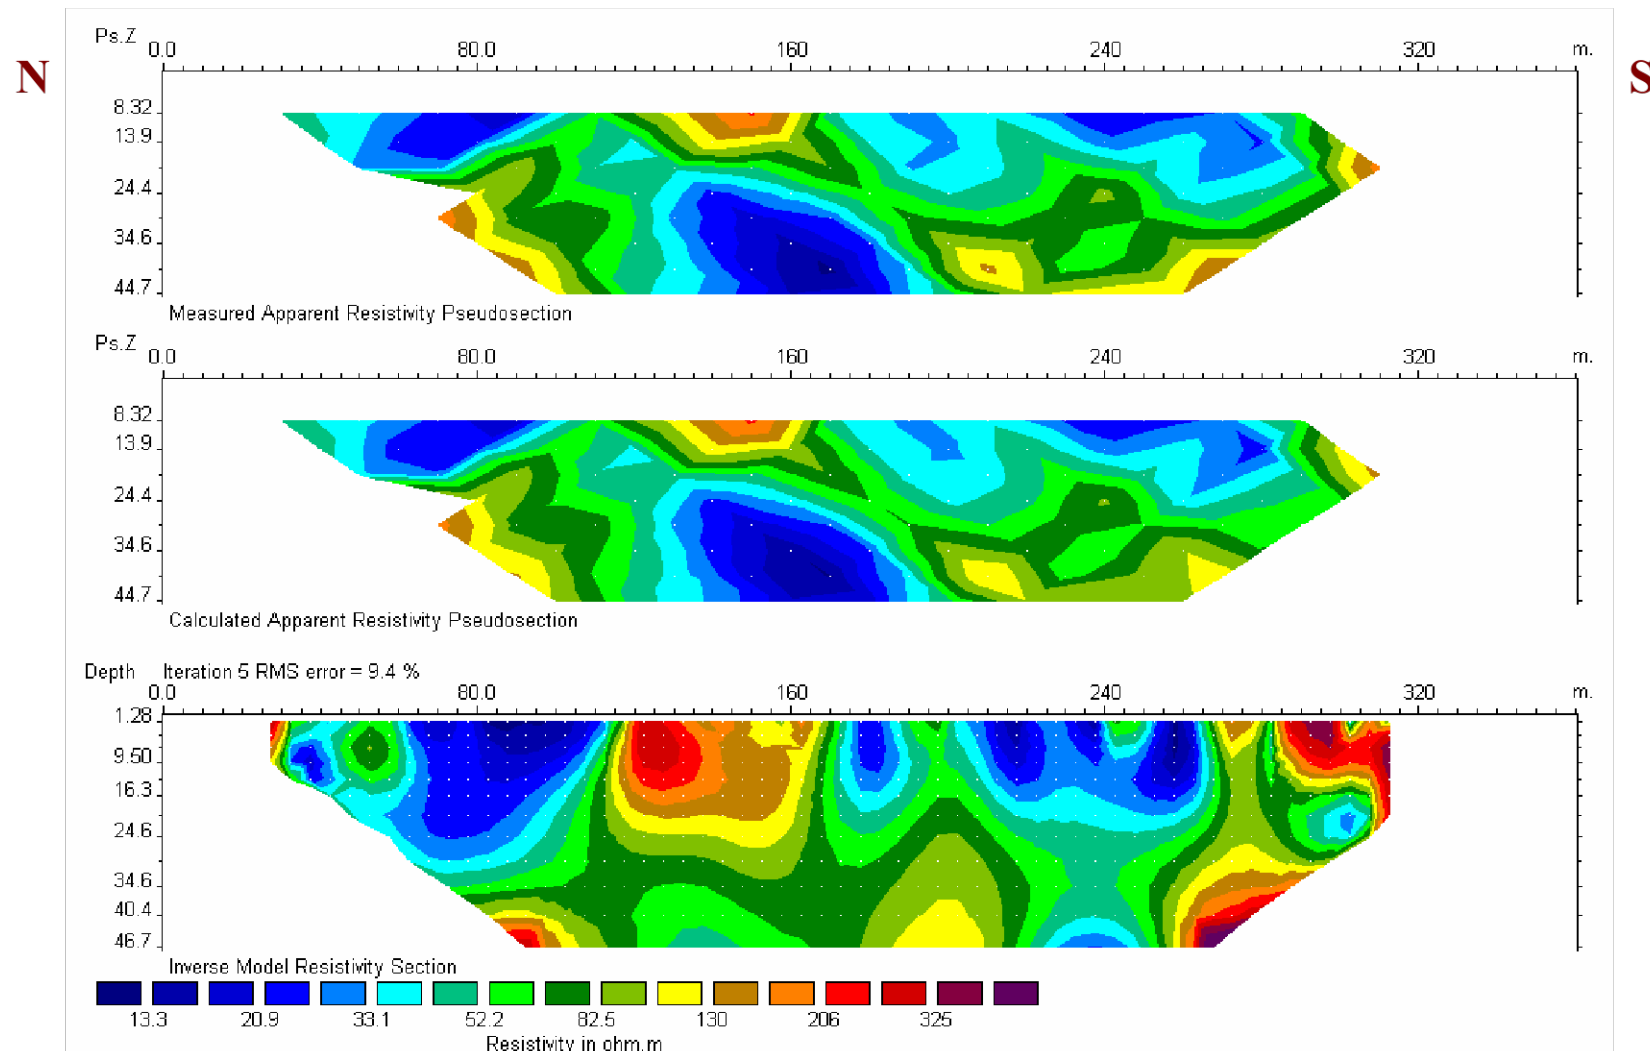 N
S
Ps.Z 0.0 80.0 160 240 320 m.
8.32
13.9
24.4
34.6
44.7
Measured Apparent Resistivity Pseudosection
Ps.Z 0.0 80.0 160 240 320 m.
8.32
13.9
24.4
34.6
44.7
Calculated Apparent Resistivity Pseudosection
Depth Iteration 5 RMS error = 9.4 %
0.0 80.0 160 240 320 m.
1.28
9.50
16.3
24.6
34.6
40.4
46.7
Inverse Model Resistivity Section
13.3 20.9 33.1 52.2 82.5 130 206 325
Resistivity in ohm.m